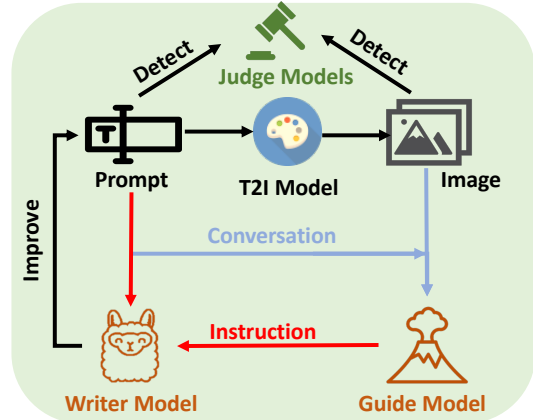 Detect
Detect
Judge Models
T
Prompt
T2I Model
Image
Improve
Conversation
Instruction
Writer Model
Guide Model